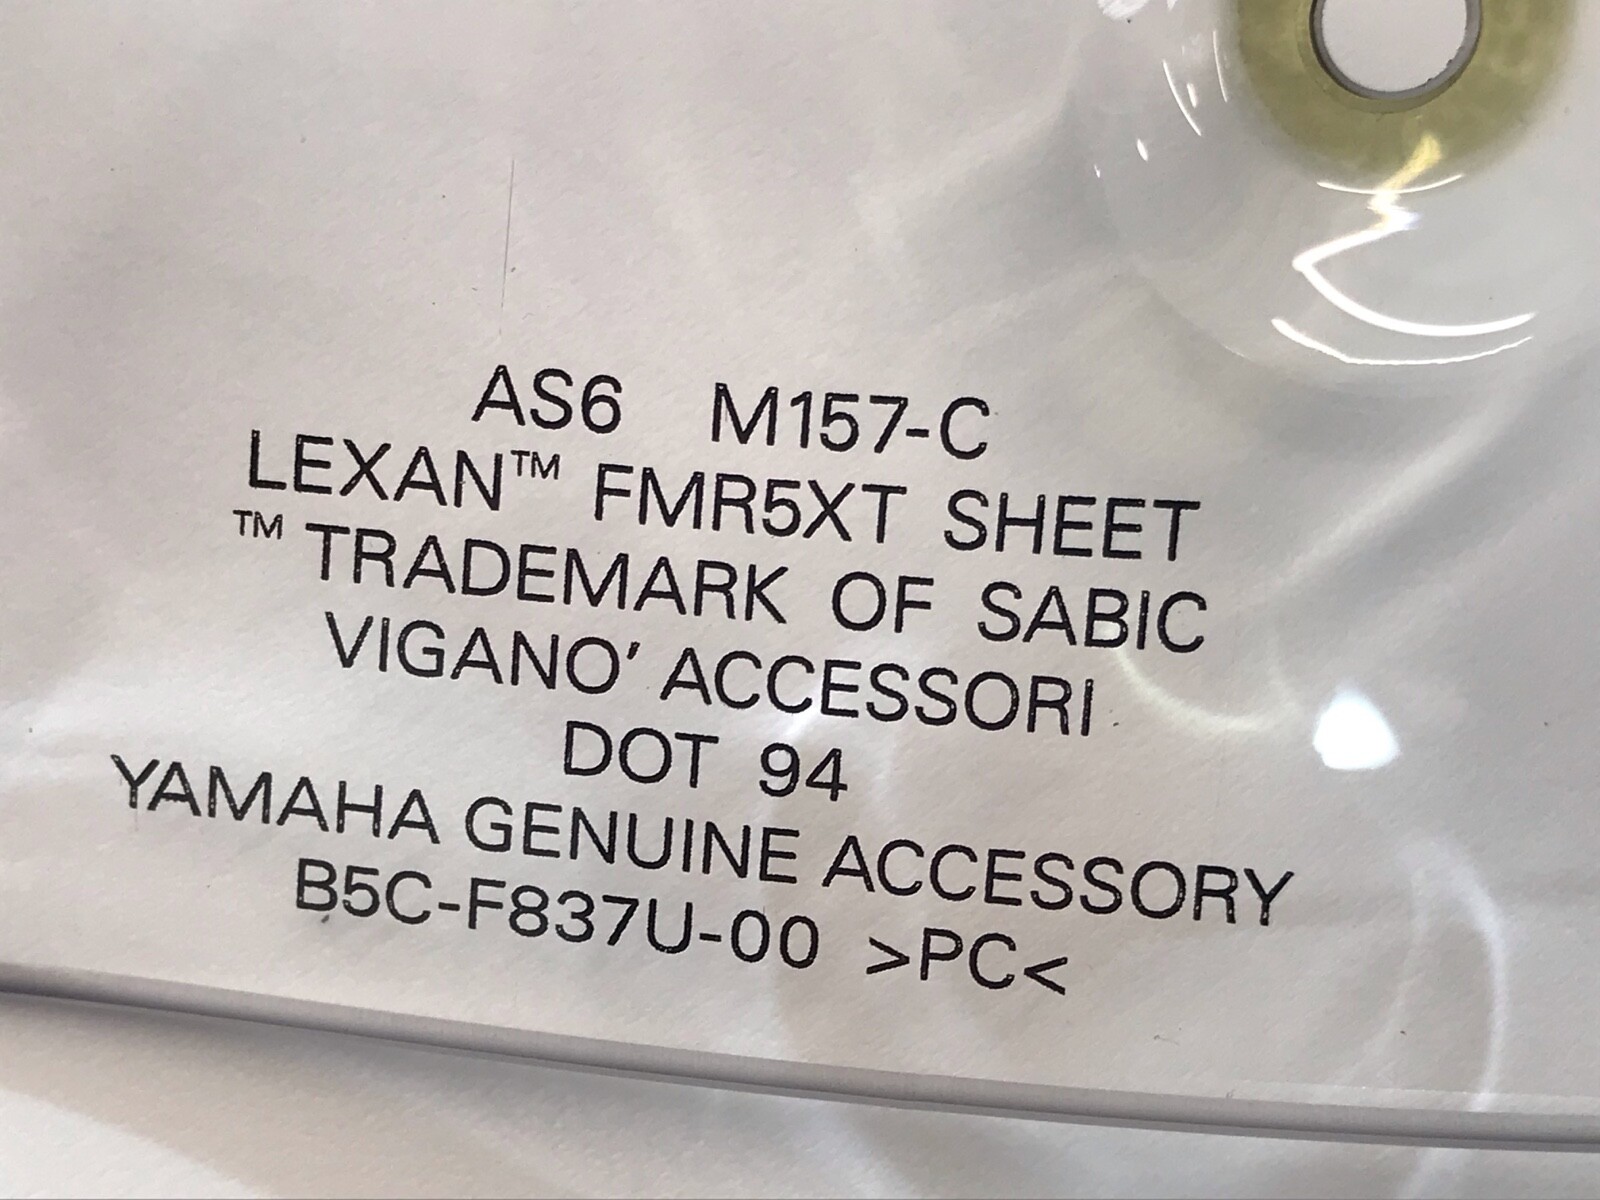 AS6 M157-C
LEXAN™ FMR5XT SHEET
™ TRADEMARK OF SABIC
VIGANO' ACCESSORI
DOT 94
YAMAHA GENUINE ACCESSORY
B5C-F837U-00 >PC<